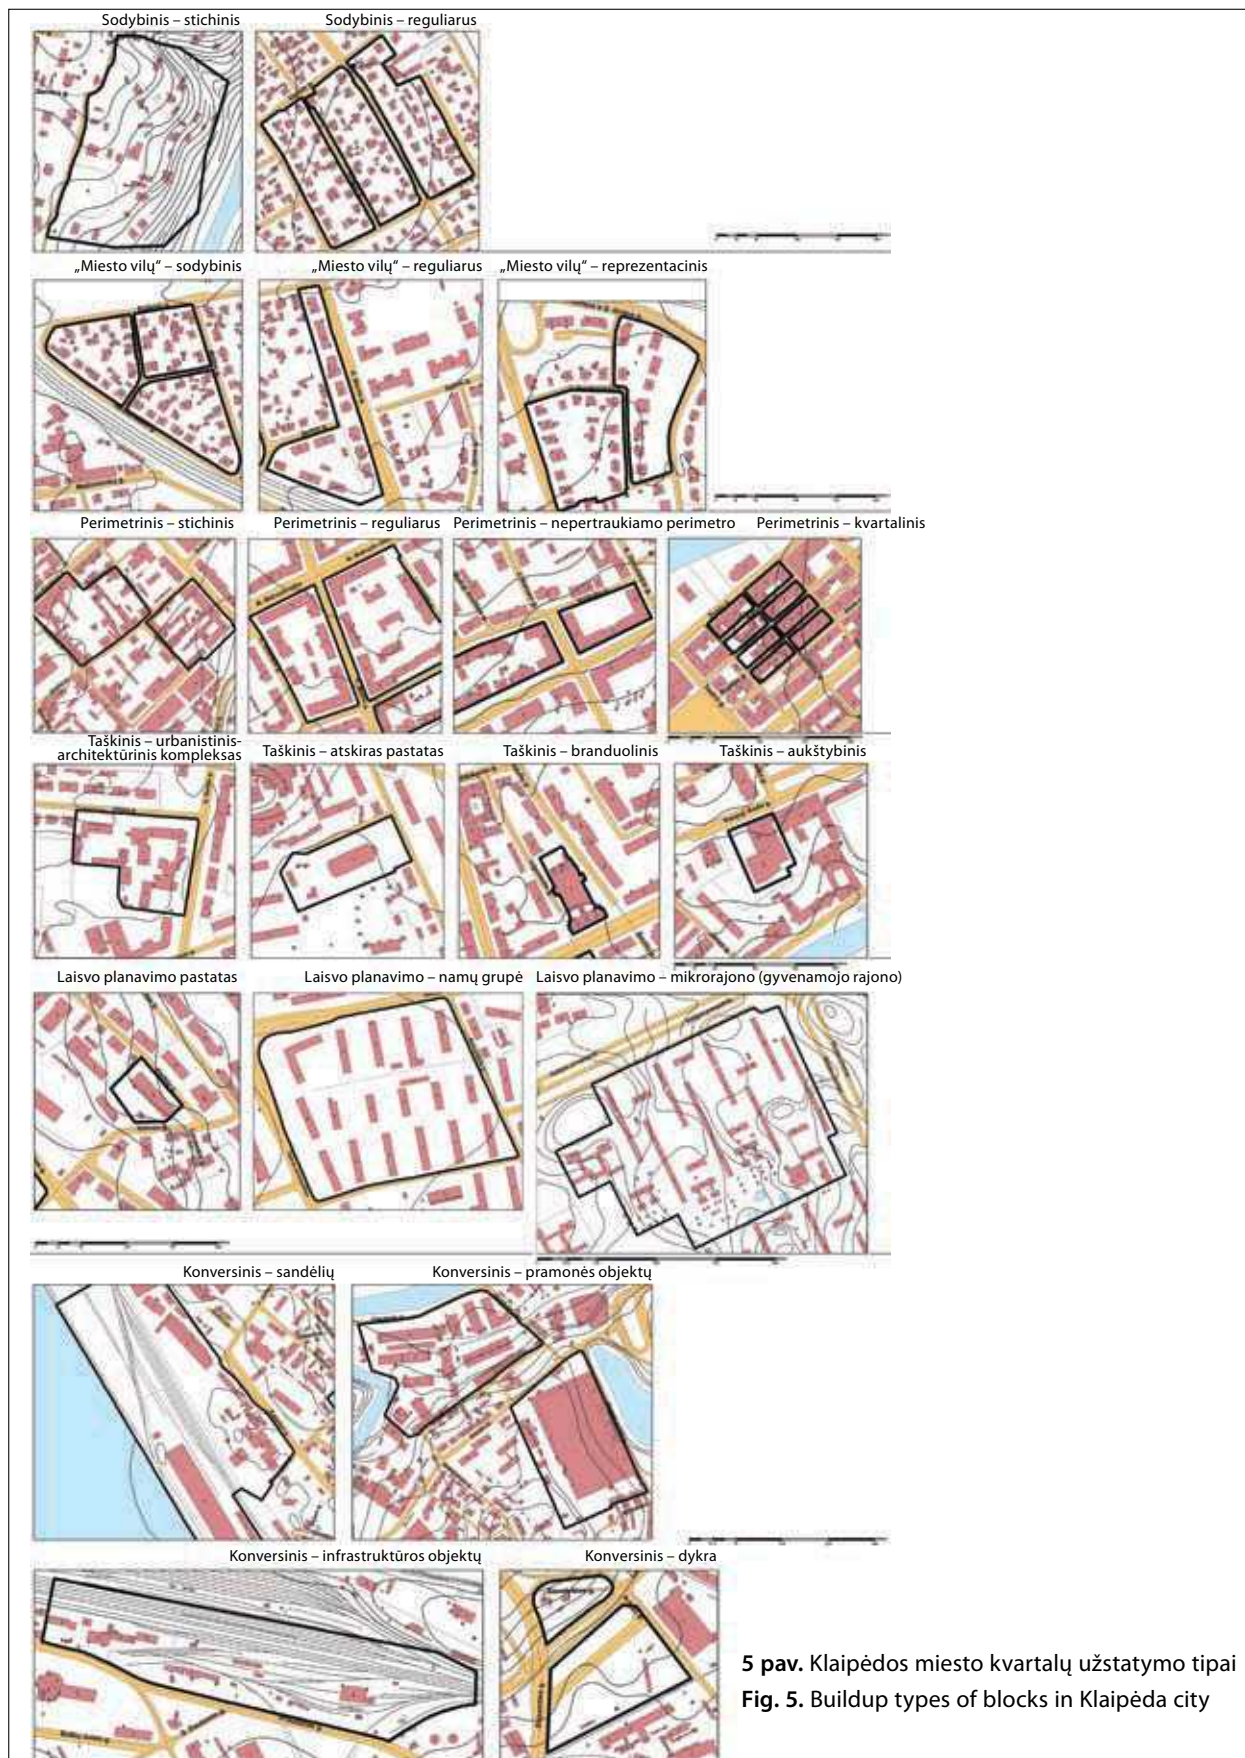 Sodybinis – stichinis
Sodybinis – reguliarus
„Miesto vilų“ – sodybinis
„Miesto vilų“ – reguliarus
„Miesto vilų“ – reprezentacinis
Perimetrinis – stichinis
Perimetrinis – reguliarus
Perimetrinis – nepertraukiamo perimetro
Perimetrinis – kvartalinis
Taškinis – urbanistinis-
architektūrinis kompleksas
Taškinis – atskiras pastatas
Taškinis – branduolinis
Taškinis – aukštybinis
Laisvo planavimo pastatas
Laisvo planavimo – namų grupė
Laisvo planavimo – mikrorajono (gyvenamojo rajono)
Konversinis – sandėlių
Konversinis – pramonės objektų
Konversinis – infrastruktūros objektų
Konversinis – dykra
5 pav. Klaipėdos miesto kvartalų užstatymo tipai
Fig. 5. Buildup types of blocks in Klaipėda city